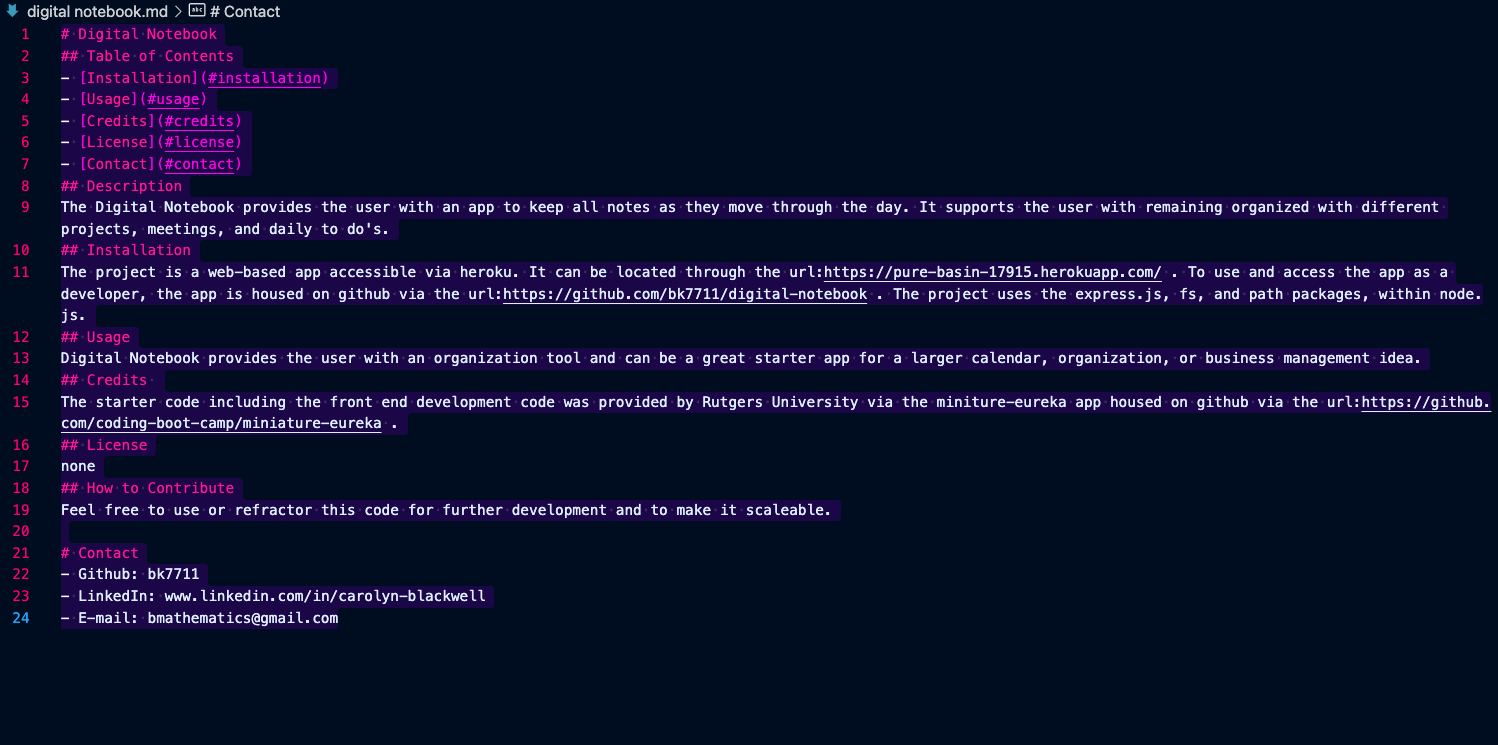 digital notebook.md > abc # Contact
1 # Digital Notebook
2 ## Table of Contents
3 - [Installation](#installation)
4 - [Usage](#usage)
5 - [Credits](#credits)
6 - [License](#license)
7 - [Contact](#contact)
8 ## Description
9 The Digital Notebook provides the user with an app to keep all notes as they move through the day. It supports the user with remaining organized with different
projects, meetings, and daily to do's.
10 ## Installation
11 The project is a web-based app accessible via heroku. It can be located through the url:https://pure-basin-17915.herokuapp.com/ . To use and access the app as a
developer, the app is housed on github via the url:https://github.com/bk7711/digital-notebook . The project uses the express.js, fs, and path packages, within node.
js.
12 ## Usage
13 Digital Notebook provides the user with an organization tool and can be a great starter app for a larger calendar, organization, or business management idea.
14 ## Credits
15 The starter code including the front end development code was provided by Rutgers University via the miniture-eureka app housed on github via the url:https://github.
com/coding-boot-camp/miniature-eureka .
16 ## License
17 none
18 ## How to Contribute
19 Feel free to use or refractor this code for further development and to make it scaleable.
20
21 # Contact
22 - Github: bk7711
23 - LinkedIn: www.linkedin.com/in/carolyn-blackwell
24 - E-mail: bmathematics@gmail.com